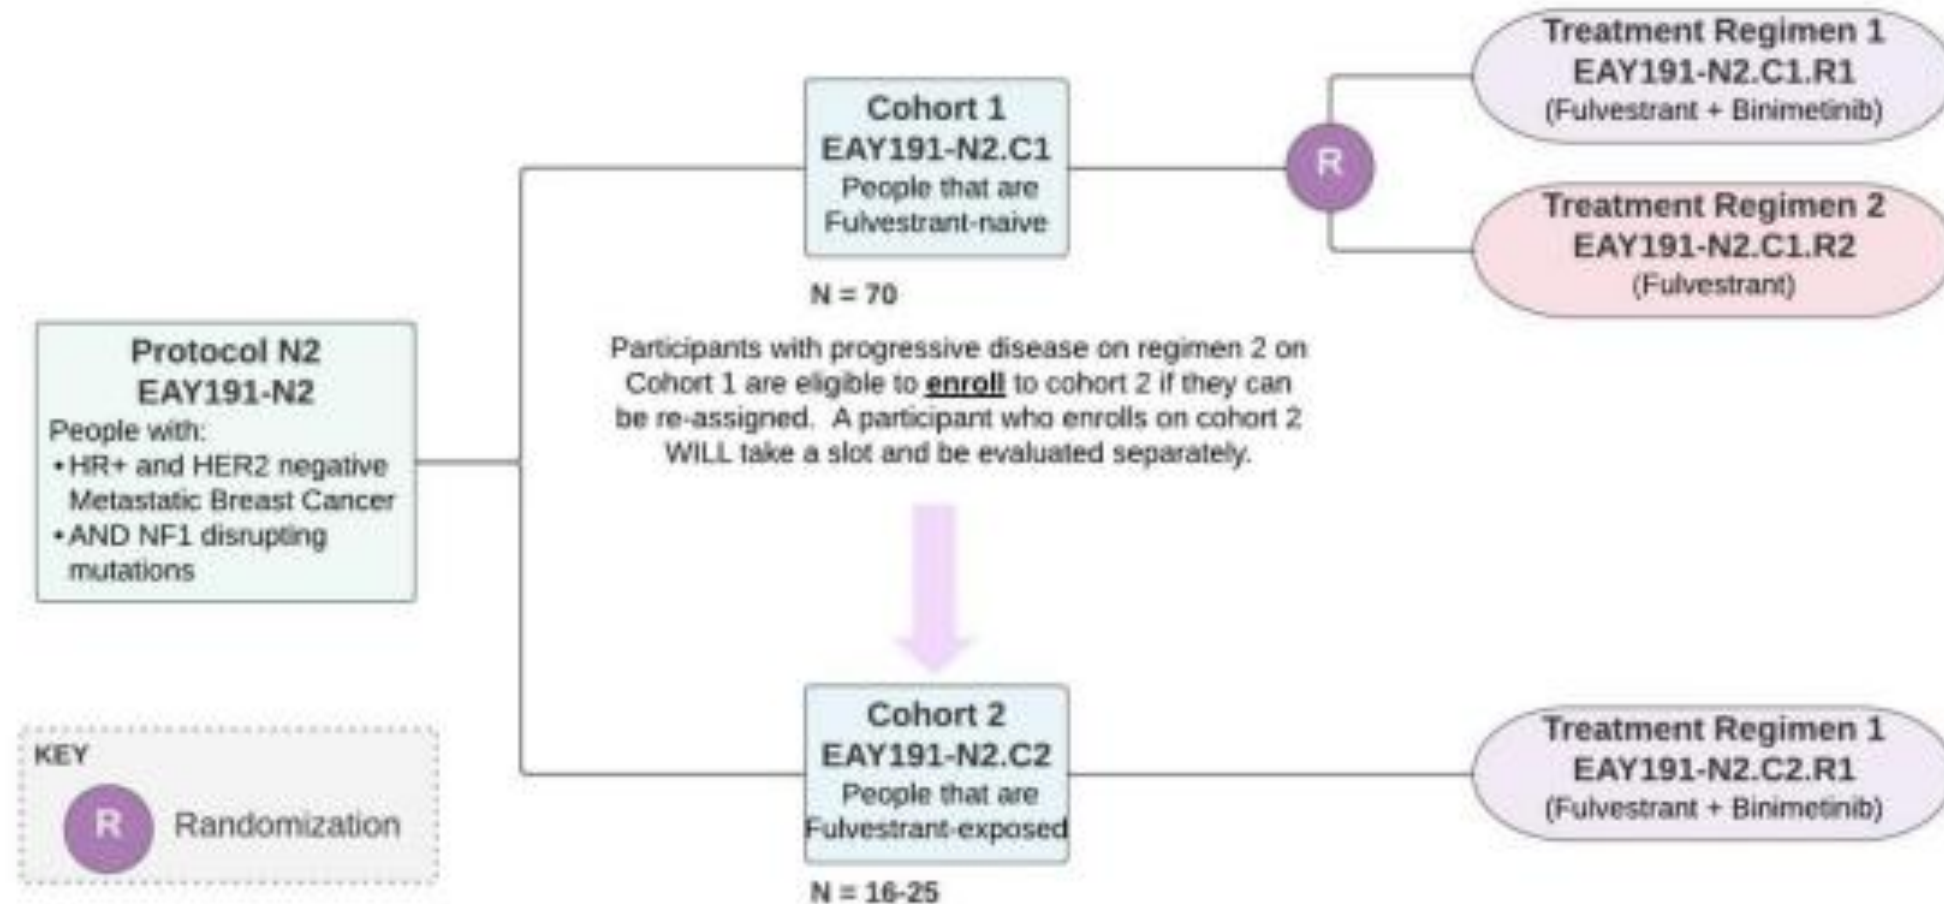 Protocol N2
EAY191-N2
People with:
• HR+ and HER2 negative
Metastatic Breast Cancer
• AND NF1 disrupting
mutations
Cohort 1
EAY191-N2.C1
People that are
Fulvestrant-naive
N = 70
R
Treatment Regimen 1
EAY191-N2.C1.R1
(Fulvestrant + Binimetinib)
Treatment Regimen 2
EAY191-N2.C1.R2
(Fulvestrant)
Participants with progressive disease on regimen 2 on
Cohort 1 are eligible to enroll to cohort 2 if they can
be re-assigned. A participant who enrolls on cohort 2
WILL take a slot and be evaluated separately.
Cohort 2
EAY191-N2.C2
People that are
Fulvestrant-exposed
N = 16-25
Treatment Regimen 1
EAY191-N2.C2.R1
(Fulvestrant + Binimetinib)
KEY
R Randomization